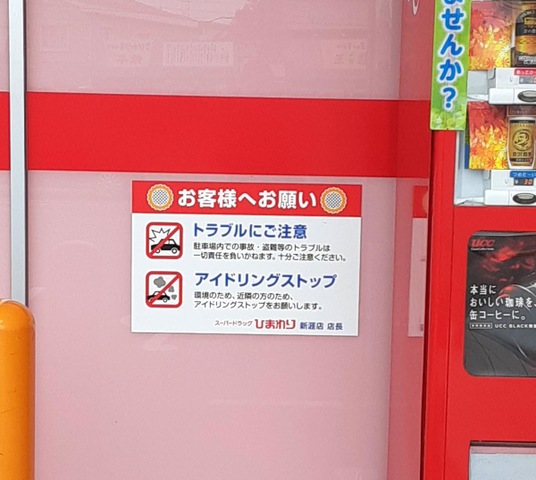 お客様へお願い
トラブルにご注意
駐車場内での事故・盗難等のトラブルは
一切責任を負いかねます。十分ご注意ください。
アイドリングストップ
環境のため、近隣の方のため、
アイドリングストップをお願いします。
スーパードラッグ ひまわり 新涯店 店長
ませんか?
UCC
本当に
おいしい珈琲を、
缶コーヒーに。
UCC BLACK